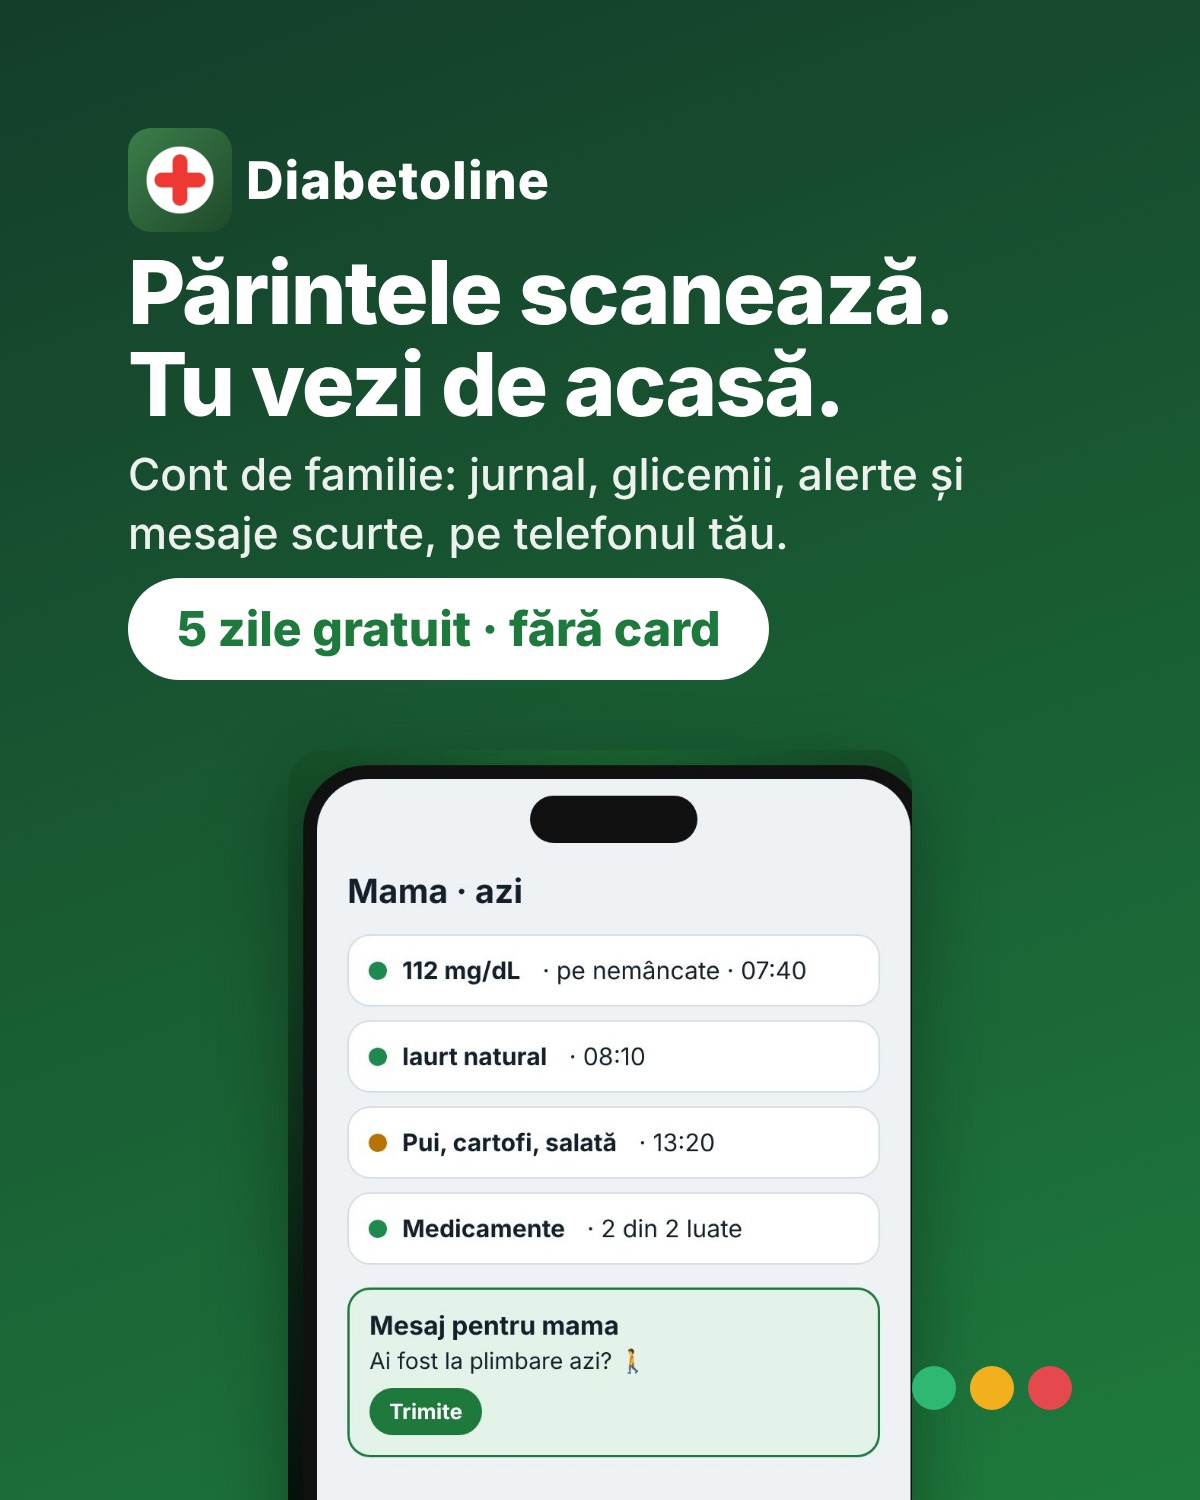 Diabetoline
Părintele scanează.
Tu vezi de acasă.
Cont de familie: jurnal, glicemii, alerte și
mesaje scurte, pe telefonul tău.
5 zile gratuit · fără card
Mama · azi
112 mg/dL · pe nemâncate · 07:40
Iaurt natural · 08:10
Pui, cartofi, salată · 13:20
Medicamente · 2 din 2 luate
Mesaj pentru mama
Ai fost la plimbare azi? 🚶
Trimite